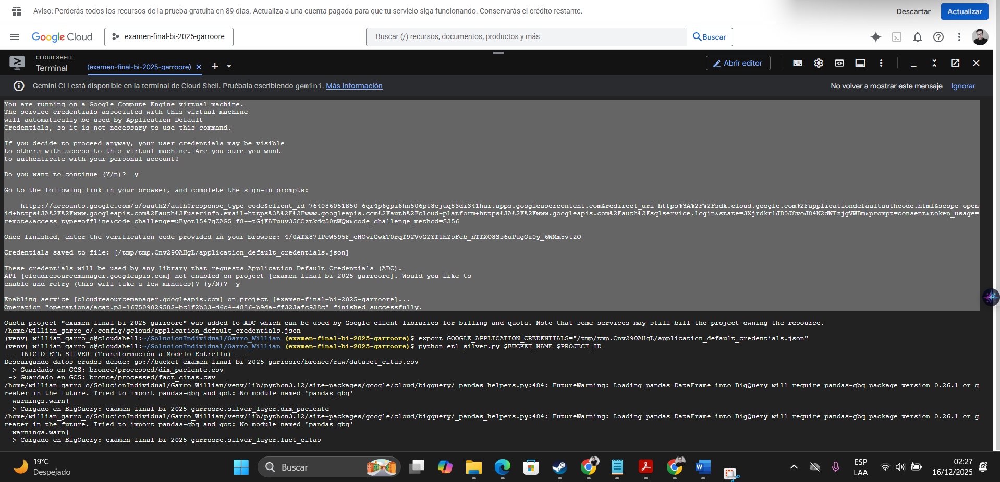 Aviso: Perderás todos los recursos de la prueba gratuita en 89 días. Actualiza a una cuenta pagada para que tu servicio siga funcionando. Conservarás el crédito restante.
Descartar
Actualizar
Google Cloud
examen-final-bi-2025-garroore
Buscar (/) recursos, documentos, productos y más
Buscar
CLOUD SHELL
Terminal
(examen-final-bi-2025-garroore)
Abrir editor
Gemini CLI está disponible en la terminal de Cloud Shell. Pruébala escribiendo gemini. Más información
No volver a mostrar este mensaje
Ignorar
You are running on a Google Compute Engine virtual machine.
The service credentials associated with this virtual machine
will automatically be used by Application Default
Credentials, so it is not necessary to use this command.
If you decide to proceed anyway, your user credentials may be visible
to others with access to this virtual machine. Are you sure you want
to authenticate with your personal account?
Do you want to continue (Y/n)?  y
Go to the following link in your browser, and complete the sign-in prompts:
https://accounts.google.com/o/oauth2/auth?response_type=code&client_id=764086051850-6qr4p6gpi6hn506pt8ejuq83di341hur.apps.googleusercontent.com&redirect_uri=https%3A%2F%2Fsdk.cloud.google.com%2Fapplicationdefaultauthcode.html&scope=open
id+https%3A%2F%2Fwww.googleapis.com%2Fauth%2Fuserinfo.email+https%3A%2F%2Fwww.googleapis.com%2Fauth%2Fcloud-platform+https%3A%2F%2Fwww.googleapis.com%2Fauth%2Fsqlservice.login&state=3Xjrdkr1JD0J8voJ84N2dWTzjgVWBm&prompt=consent&token_usage=
remote&access_type=offline&code_challenge=uByot1547gZAG5_f8--tGjFATuuv35CCztkdg50tWQw&code_challenge_method=S256
Once finished, enter the verification code provided in your browser: 4/0ATX87lPcW595F_eHQviGwkT0rqT92VvGZYT1hZsFeb_nTTXQ8Ss6uPugOz0y_6WMm5vtZQ
Credentials saved to file: [/tmp/tmp.Cnv29OAHgL/application_default_credentials.json]
These credentials will be used by any library that requests Application Default Credentials (ADC).
API [cloudresourcemanager.googleapis.com] not enabled on project [examen-final-bi-2025-garroore]. Would you like to
enable and retry (this will take a few minutes)? (y/N)?  y
Enabling service [cloudresourcemanager.googleapis.com] on project [examen-final-bi-2025-garroore]...
Operation "operations/acat.p2-167509029582-bc1f2b33-d6c4-4886-b9da-ff323afc928c" finished successfully.
Quota project "examen-final-bi-2025-garroore" was added to ADC which can be used by Google client libraries for billing and quota. Note that some services may still bill the project owning the resource.
/home/willian_garro_o/.config/gcloud/application_default_credentials.json
(venv) willian_garro_o@cloudshell:~/SolucionIndividual/Garro_Willian (examen-final-bi-2025-garroore)$ export GOOGLE_APPLICATION_CREDENTIALS="/tmp/tmp.Cnv29OAHgL/application_default_credentials.json"
(venv) willian_garro_o@cloudshell:~/SolucionIndividual/Garro_Willian (examen-final-bi-2025-garroore)$ python etl_silver.py $BUCKET_NAME $PROJECT_ID
--- INICIO ETL SILVER (Transformación a Modelo Estrella) ---
Descargando datos crudos desde: gs://bucket-examen-final-bi-2025-garroore/bronce/raw/dataset_citas.csv
-> Guardado en GCS: bronce/processed/dim_paciente.csv
-> Guardado en GCS: bronce/processed/fact_citas.csv
/home/willian_garro_o/SolucionIndividual/Garro_Willian/venv/lib/python3.12/site-packages/google/cloud/bigquery/_pandas_helpers.py:484: FutureWarning: Loading pandas DataFrame into BigQuery will require pandas-gbq package version 0.26.1 or g
reater in the future. Tried to import pandas-gbq and got: No module named 'pandas_gbq'
warnings.warn(
-> Cargado en BigQuery: examen-final-bi-2025-garroore.silver_layer.dim_paciente
/home/willian_garro_o/SolucionIndividual/Garro_Willian/venv/lib/python3.12/site-packages/google/cloud/bigquery/_pandas_helpers.py:484: FutureWarning: Loading pandas DataFrame into BigQuery will require pandas-gbq package version 0.26.1 or g
reater in the future. Tried to import pandas-gbq and got: No module named 'pandas_gbq'
warnings.warn(
-> Cargado en BigQuery: examen-final-bi-2025-garroore.silver_layer.fact_citas
19°C
Despejado
Buscar
ESP
LAA
02:27
16/12/2025